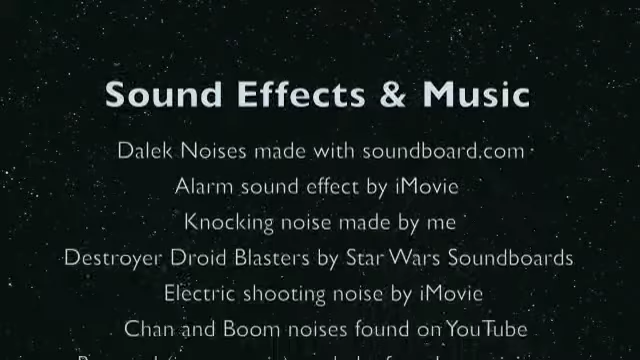 Sound Effects & Music
Dalek Noises made with soundboard.com
Alarm sound effect by iMovie
Knocking noise made by me
Destroyer Droid Blasters by Star Wars Soundboards
Electric shooting noise by iMovie
Chan and Boom noises found on YouTube